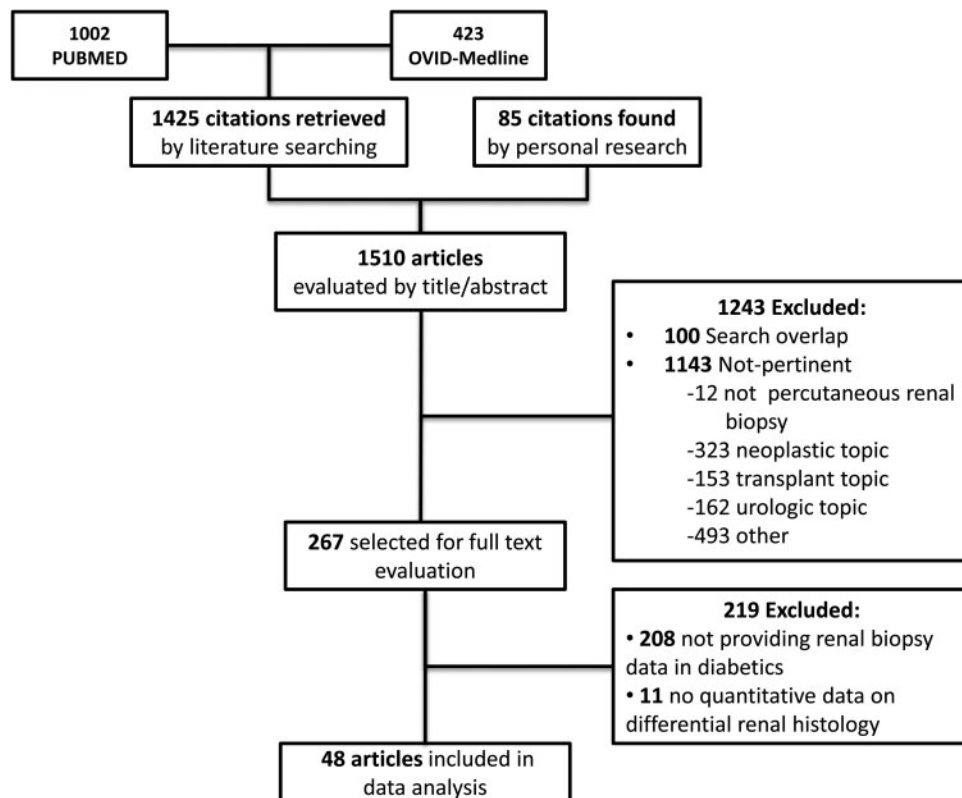 1002
PUBMED
423
OVID-Medline
1425 citations retrieved
by literature searching
85 citations found
by personal research
1510 articles
evaluated by title/abstract
1243 Excluded:
• 100 Search overlap
• 1143 Not-pertinent
-12 not percutaneous renal
biopsy
-323 neoplastic topic
-153 transplant topic
-162 urologic topic
-493 other
267 selected for full text
evaluation
219 Excluded:
• 208 not providing renal biopsy
data in diabetics
• 11 no quantitative data on
differential renal histology
48 articles included in
data analysis